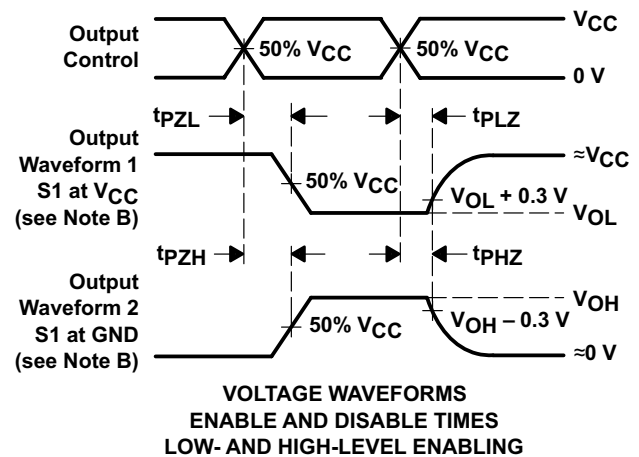 Output
Control
50% VCC
50% VCC
VCC
0 V
tPZL
tPLZ
Output
Waveform 1
S1 at VCC
(see Note B)
50% VCC
≈VCC
VOL + 0.3 V
VOL
tPZH
tPHZ
Output
Waveform 2
S1 at GND
(see Note B)
50% VCC
VOH
VOH – 0.3 V
≈0 V
VOLTAGE WAVEFORMS
ENABLE AND DISABLE TIMES
LOW- AND HIGH-LEVEL ENABLING